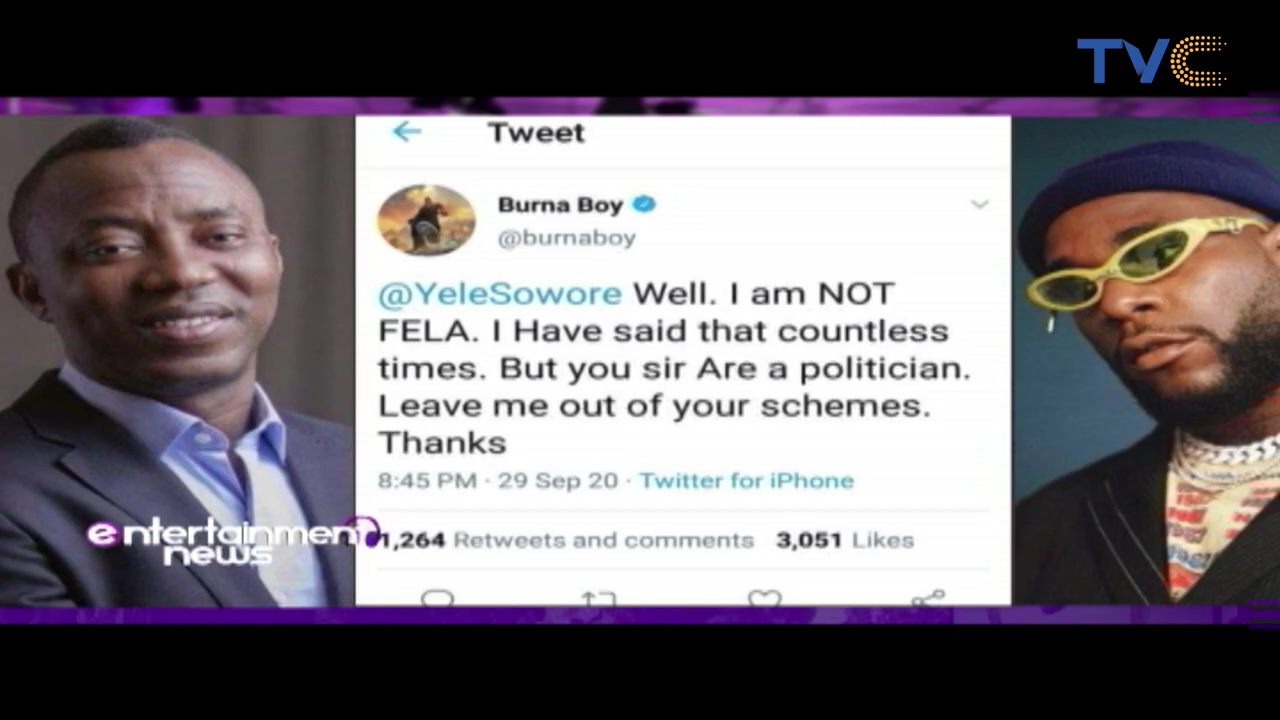 TVC
Tweet
Burna Boy
@burnaboy
@YeleSowore Well. I am NOT
FELA. I Have said that countless
times. But you sir Are a politician.
Leave me out of your schemes.
Thanks
8:45 PM · 29 Sep 20 · Twitter for iPhone
1,264 Retweets and comments 3,051 Likes
entertainment
news